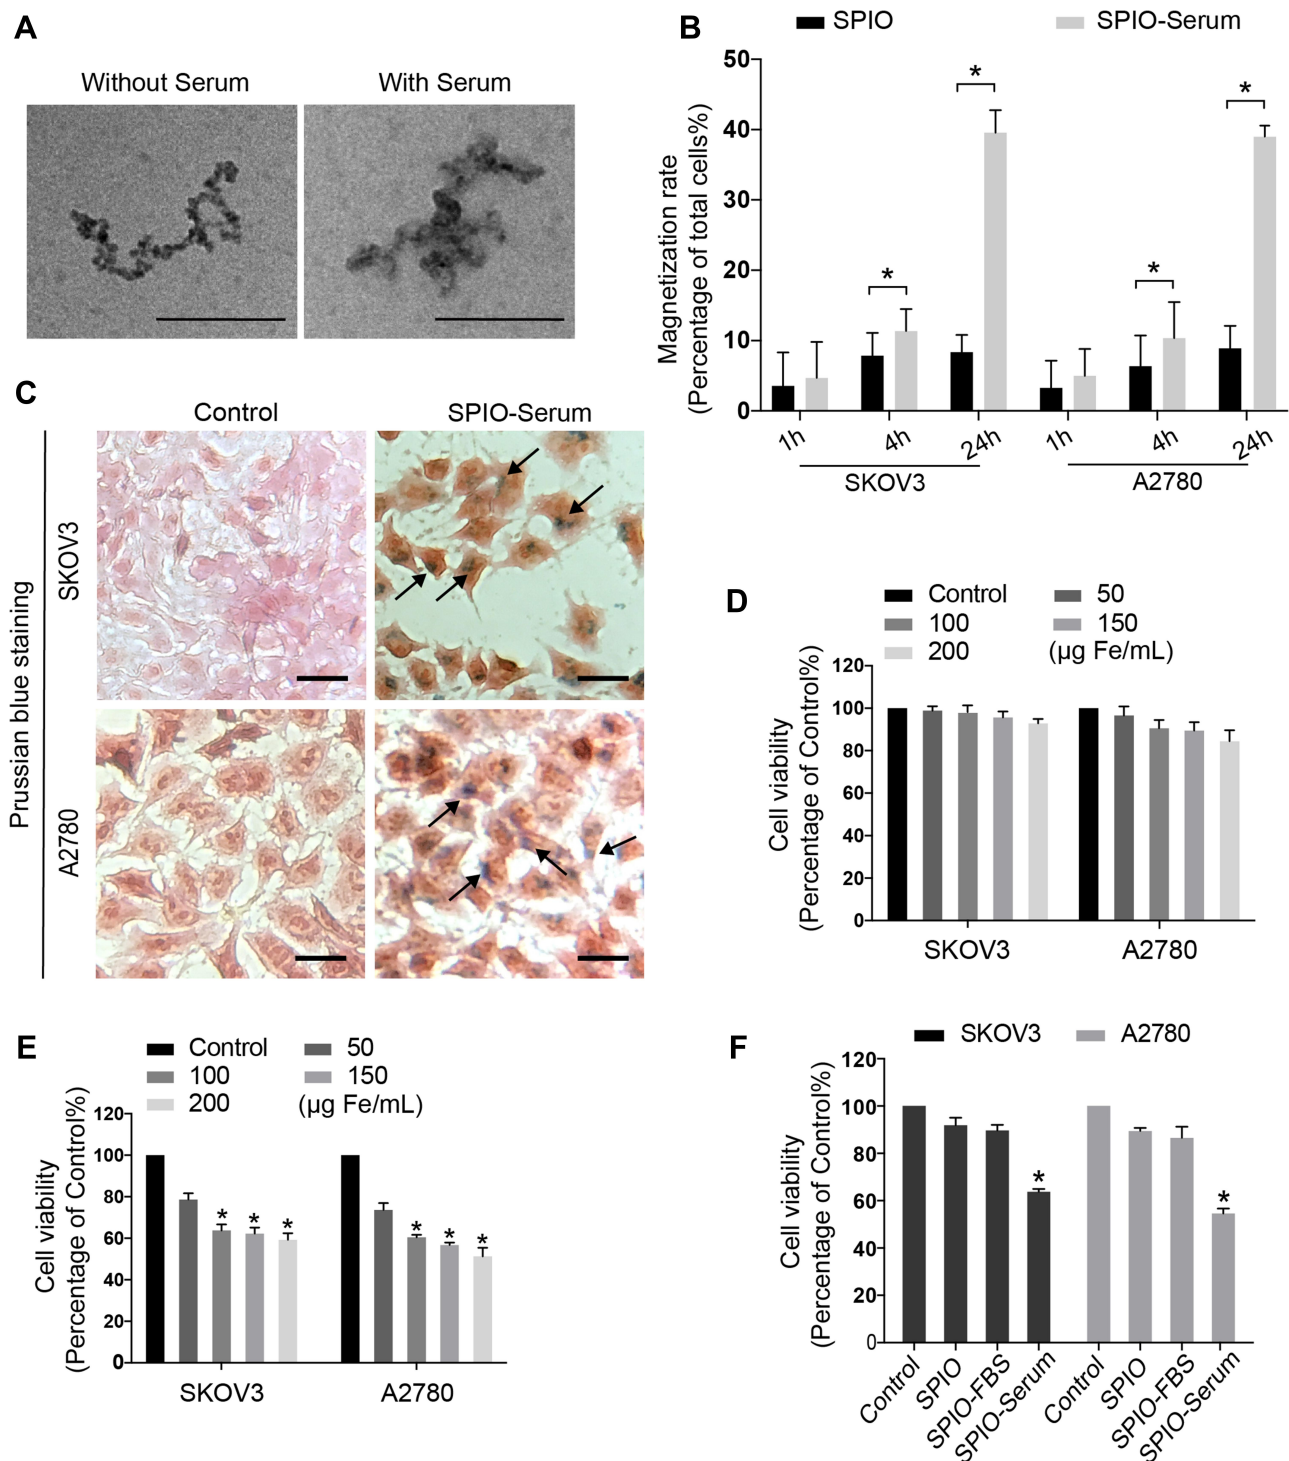 A
Without Serum
With Serum
B
SPIO
SPIO-Serum
Magnetization rate
(Percentage of total cells%)
50
40
30
20
10
0
*
*
*
*
1h
4h
24h
1h
4h
24h
SKOV3
A2780
C
Control
SPIO-Serum
Prussian blue staining
SKOV3
A2780
D
Control
50
100
150
200
(µg Fe/mL)
Cell viability
(Percentage of Control%)
120
100
80
60
40
20
0
SKOV3
A2780
E
Control
50
100
150
200
(µg Fe/mL)
Cell viability
(Percentage of Control%)
120
100
80
60
40
20
0
* * *
* * *
SKOV3
A2780
F
SKOV3
A2780
Cell viability
(Percentage of Control%)
120
100
80
60
40
20
0
*
*
Control
SPIO
SPIO-FBS
SPIO-Serum
Control
SPIO
SPIO-FBS
SPIO-Serum